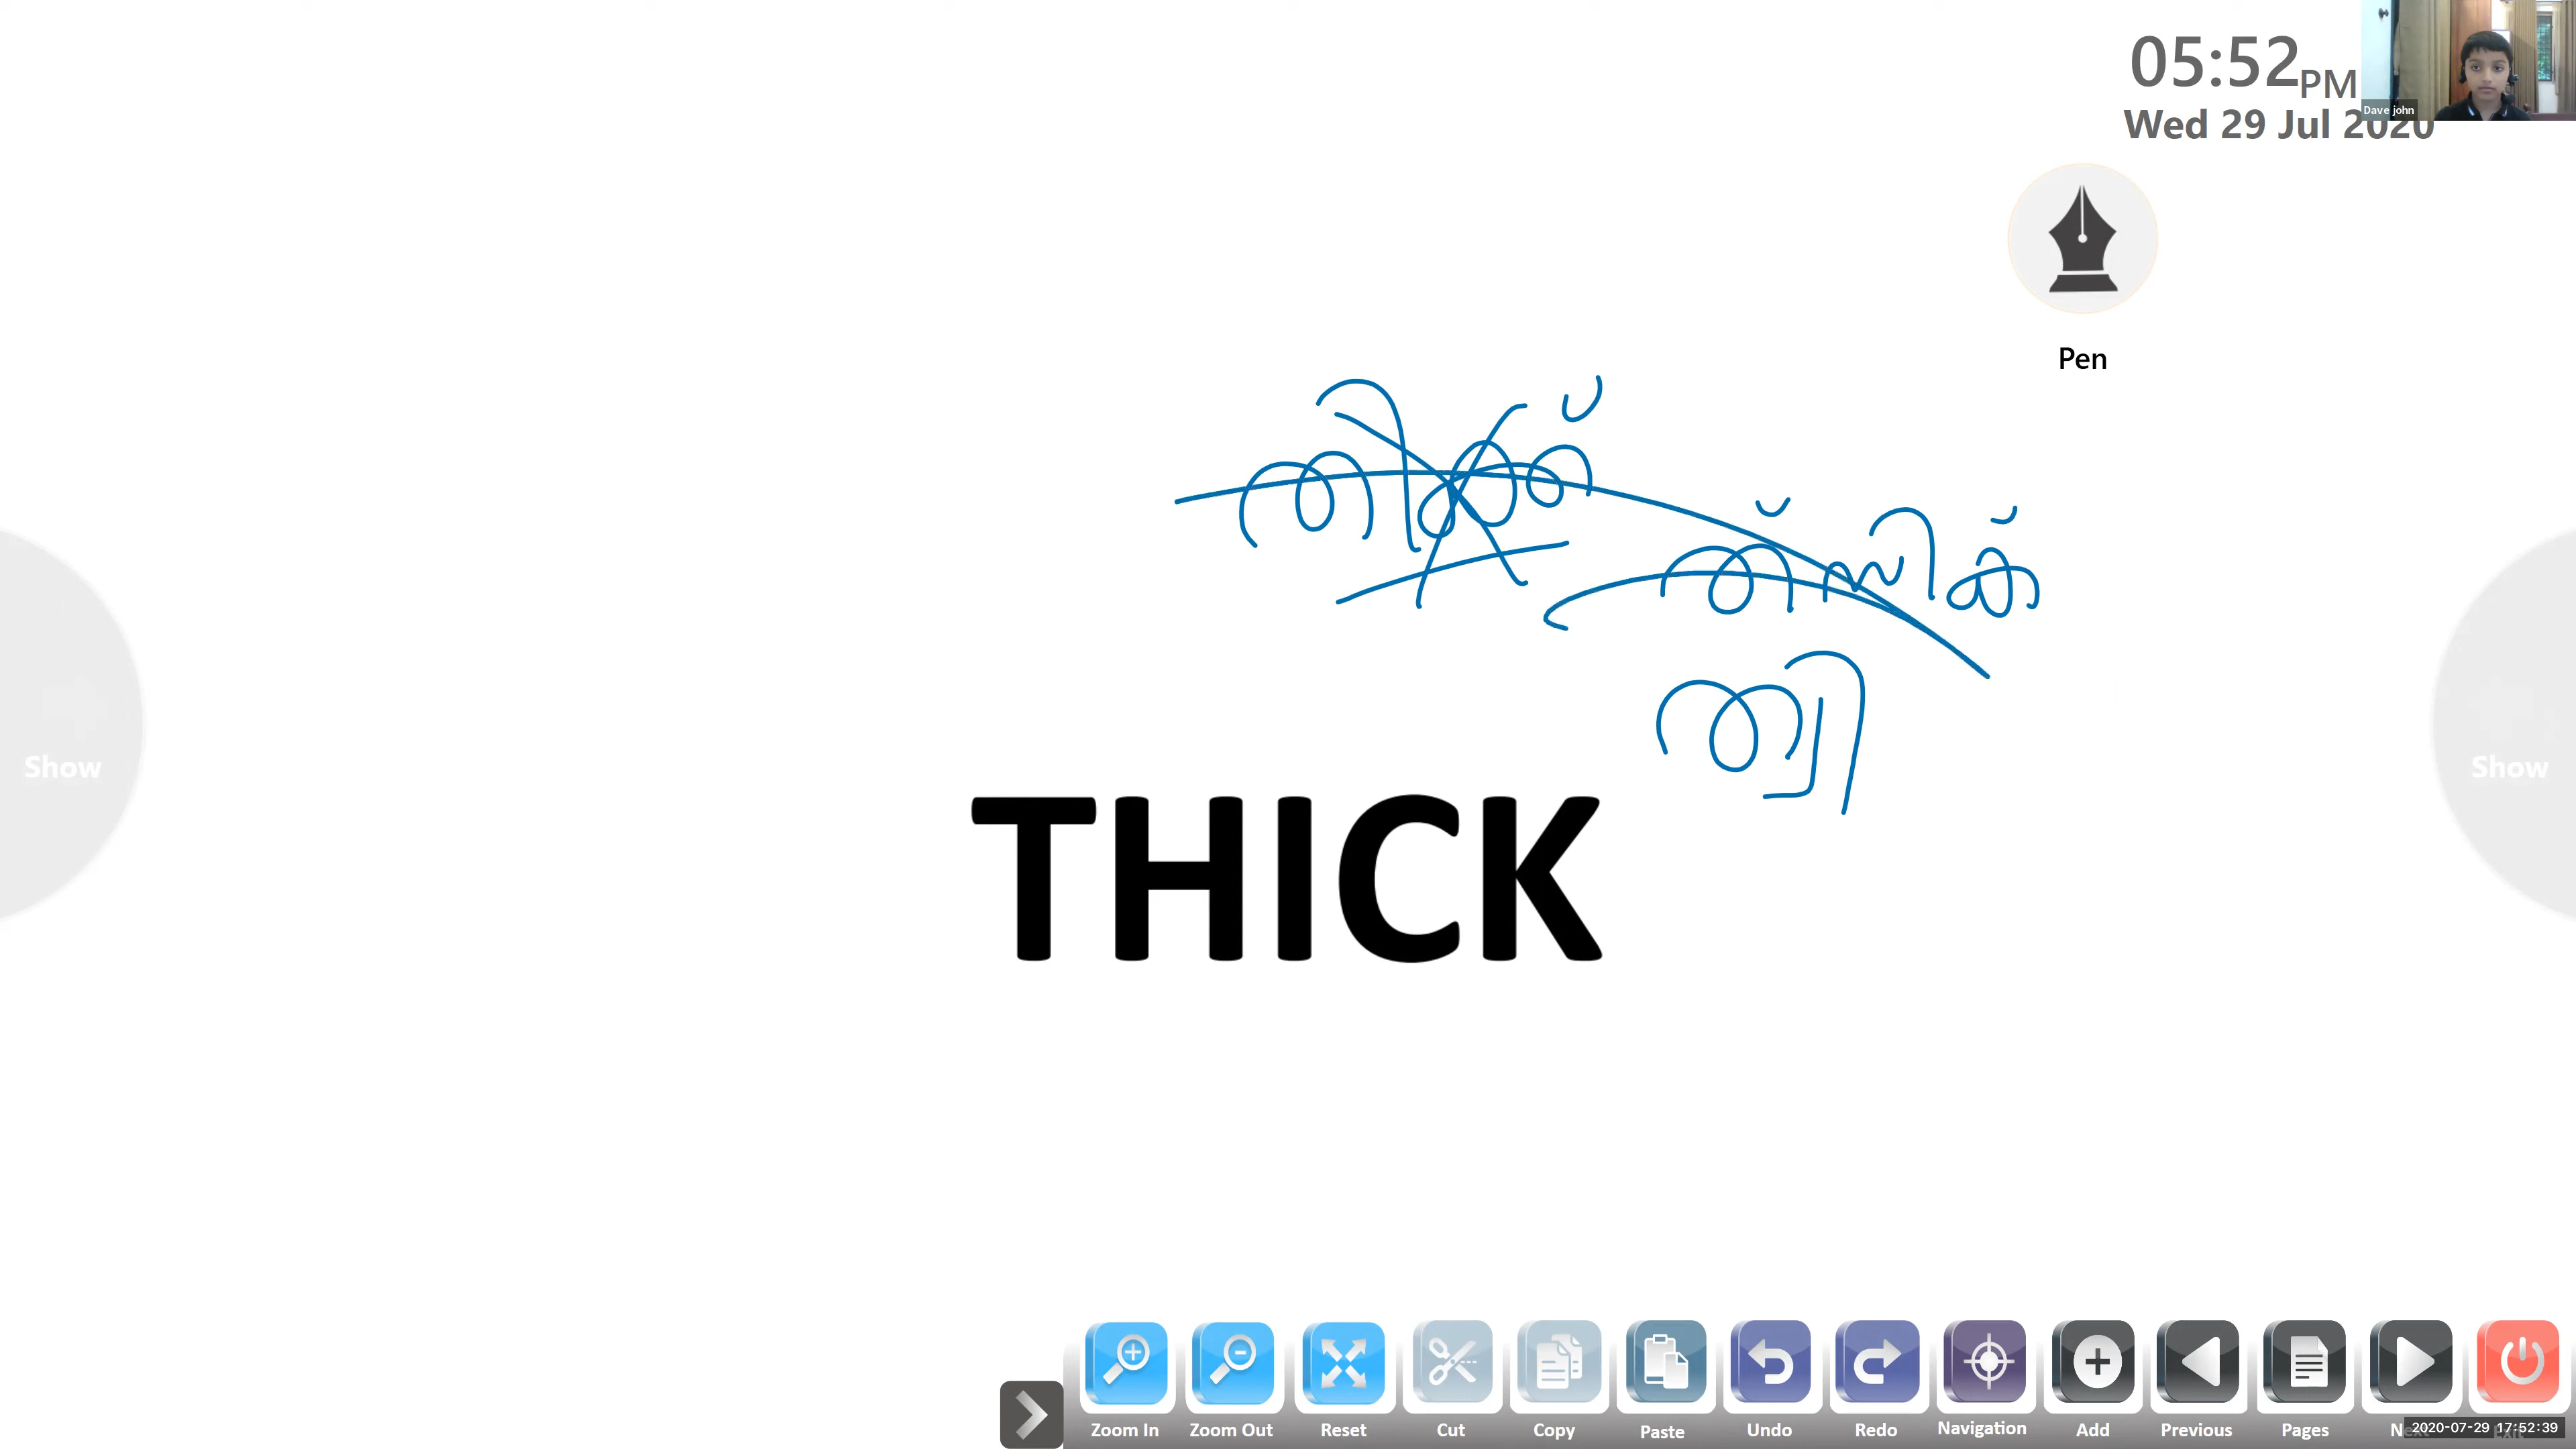 05:52PM
Dave john
Wed 29 Jul 2020
Pen
തിക്ക്
ത്ഹിക്
ത്തി
Show
Show
THICK
Zoom In Zoom Out Reset Cut Copy Paste Undo Redo Navigation Add Previous Pages
2020-07-29 17:52:39